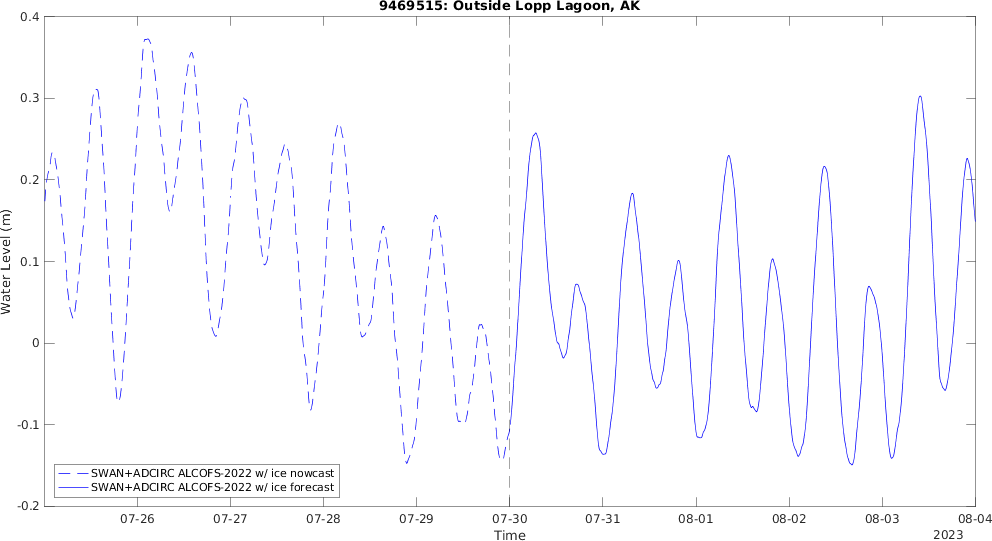 9469515: Outside Lopp Lagoon, AK
0.4
0.3
0.2
0.1
0
-0.1
-0.2
Water Level (m)
SWAN+ADCIRC ALCOFS-2022 w/ ice nowcast
SWAN+ADCIRC ALCOFS-2022 w/ ice forecast
07-26 07-27 07-28 07-29 07-30 07-31 08-01 08-02 08-03 08-04
Time
2023